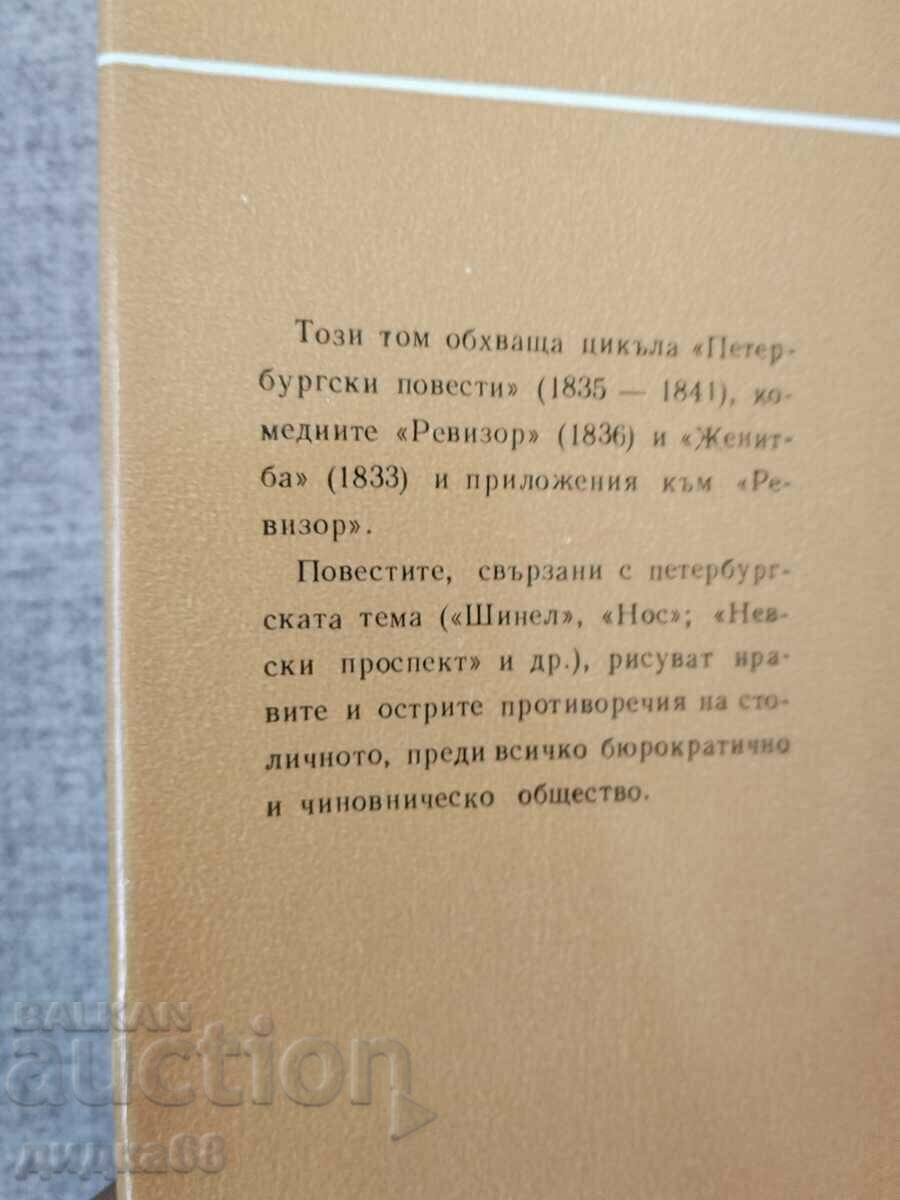 Този том обхваща цикъла «Петер-
бургски повести» (1835 — 1841), ко-
медиите «Ревизор» (1836) и «Женит-
ба» (1833) и приложения към «Ре-
визор».
Повестите, свързани с петербург-
ската тема («Шинел», «Нос»; «Нев-
ски проспект» и др.), рисуват нра-
вите и острите противоречия на сто-
личното, преди всичко бюрократично
и чиновническо общество.
BALKAN
auction
дидка68